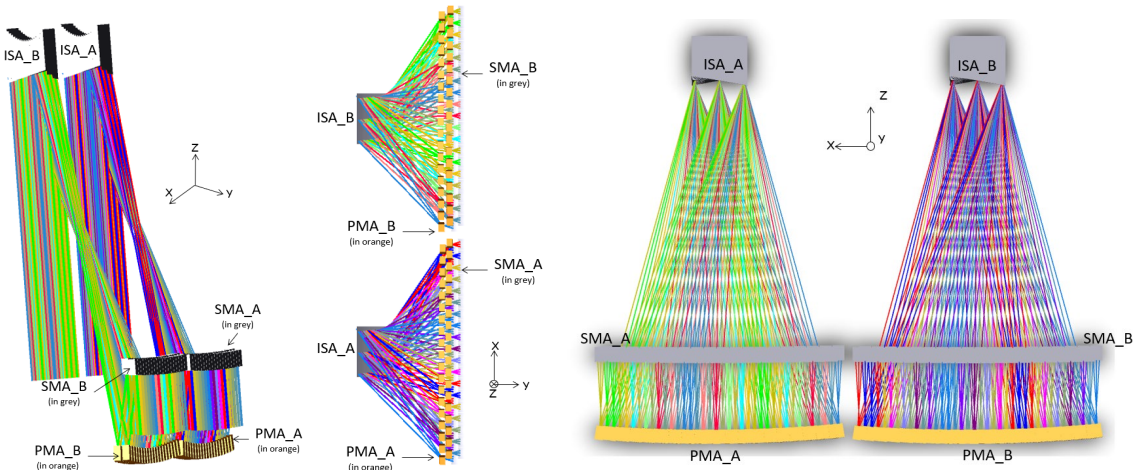 ISA_B
ISA_A
Z
X
y
SMA_A
(in grey)
SMA_B
(in grey)
PMA_A
(in orange)
PMA_B
(in orange)
SMA_B
(in grey)
ISA_B
PMA_B
(in orange)
SMA_A
(in grey)
ISA_A
X
Z
y
PMA_A
(in orange)
ISA_A
ISA_B
Z
X
y
SMA_A
SMA_B
PMA_A
PMA_B